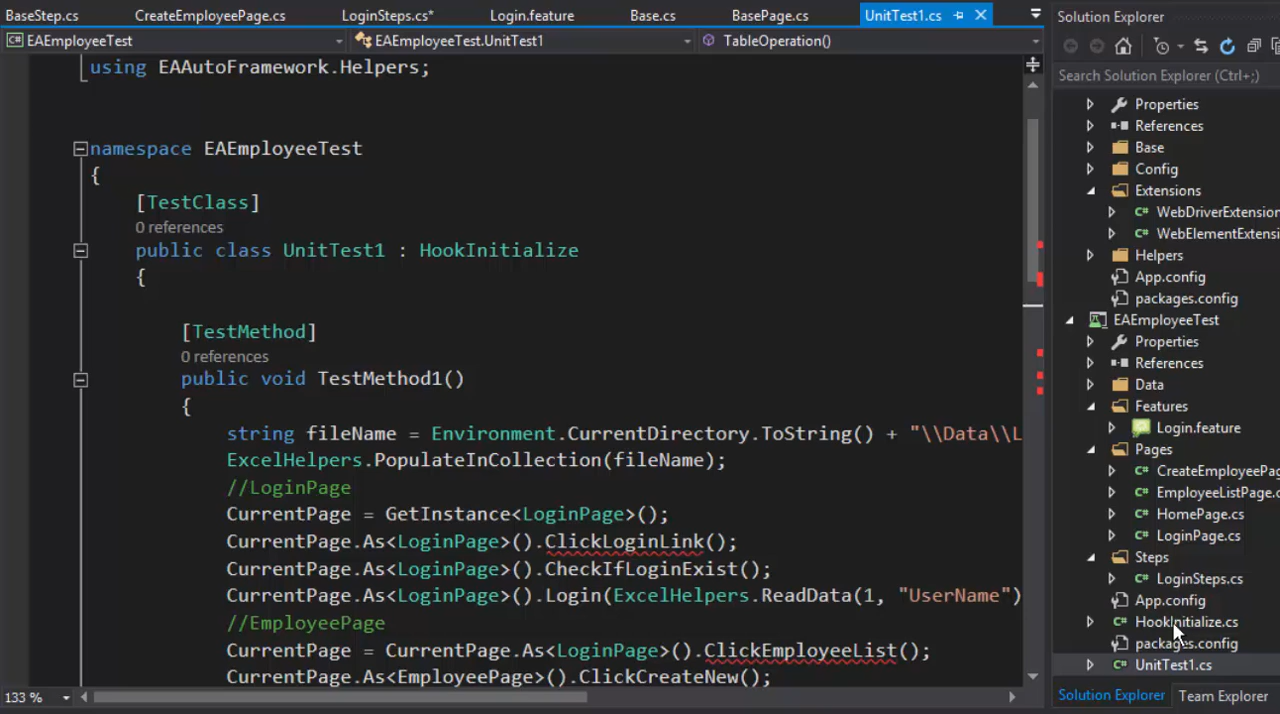 BaseStep.cs CreateEmployeePage.cs LoginSteps.cs* Login.feature Base.cs BasePage.cs UnitTest1.cs
EAEmployeeTest EAEmployeeTest.UnitTest1 TableOperation()
using EAAutoFramework.Helpers;
namespace EAEmployeeTest
{
[TestClass]
0 references
public class UnitTest1 : HookInitialize
{
[TestMethod]
0 references
public void TestMethod1()
{
string fileName = Environment.CurrentDirectory.ToString() + "\\Data\\L
ExcelHelpers.PopulateInCollection(fileName);
//LoginPage
CurrentPage = GetInstance<LoginPage>();
CurrentPage.As<LoginPage>().ClickLoginLink();
CurrentPage.As<LoginPage>().CheckIfLoginExist();
CurrentPage.As<LoginPage>().Login(ExcelHelpers.ReadData(1, "UserName")
//EmployeePage
CurrentPage = CurrentPage.As<LoginPage>().ClickEmployeeList();
CurrentPage.As<EmployeePage>().ClickCreateNew();
133 %
Solution Explorer
Search Solution Explorer (Ctrl+;)
Properties
C# References
Base
Config
Extensions
C# WebDriverExtension
C# WebElementExtensi
Helpers
App.config
packages.config
EAEmployeeTest
Properties
References
Data
Features
Login.feature
Pages
C# CreateEmployeePag
C# EmployeeListPage.c
C# HomePage.cs
C# LoginPage.cs
Steps
C# LoginSteps.cs
App.config
C# HookInitialize.cs
packages.config
C# UnitTest1.cs
Solution Explorer Team Explorer